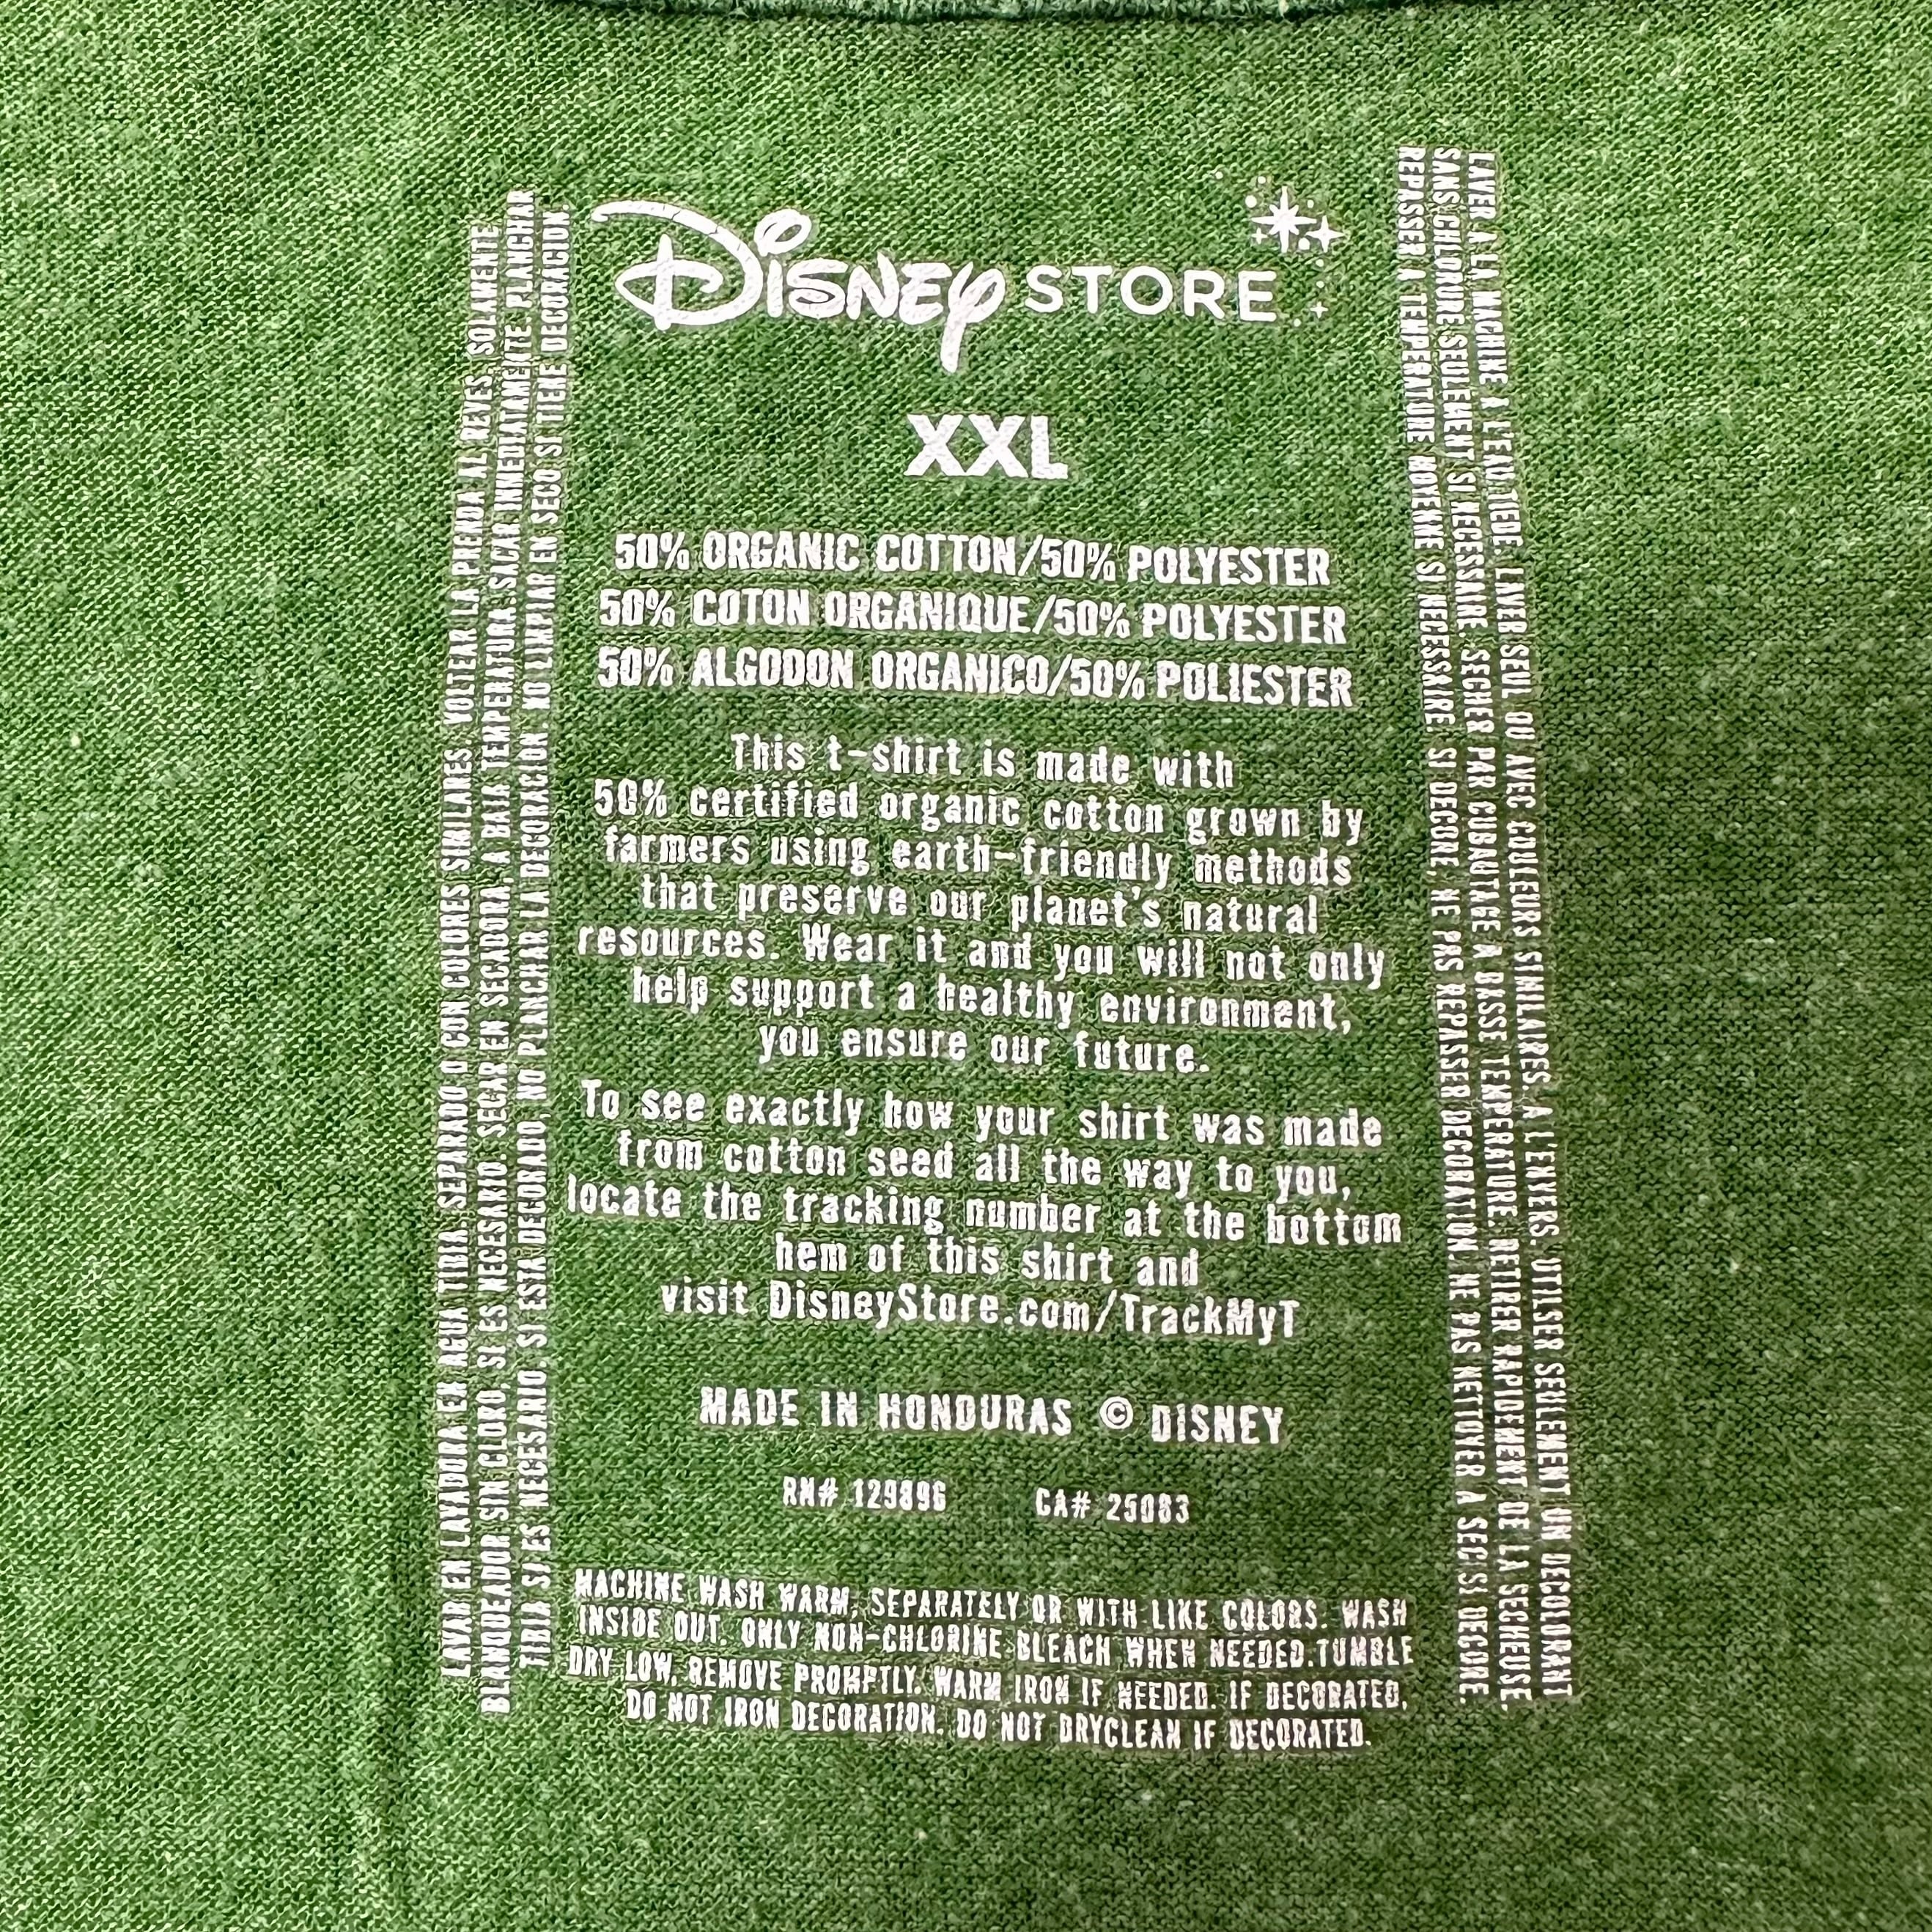 Disney STORE
XXL
50% ORGANIC COTTON/50% POLYESTER
50% COTON ORGANIQUE/50% POLYESTER
50% ALGODON ORGANICO/50% POLIESTER
This t-shirt is made with
50% certified organic cotton grown by
farmers using earth-friendly methods
that preserve our planet's natural
resources. Wear it and you will not only
help support a healthy environment,
you ensure our future.
To see exactly how your shirt was made
from cotton seed all the way to you,
locate the tracking number at the bottom
hem of this shirt and
visit DisneyStore.com/TrackMyT
MADE IN HONDURAS © DISNEY
RN# 129896 CA# 25083
MACHINE WASH WARM, SEPARATELY OR WITH LIKE COLORS. WASH
INSIDE OUT. ONLY NON-CHLORINE BLEACH WHEN NEEDED.TUMBLE
DRY LOW. REMOVE PROMPTLY. WARM IRON IF NEEDED. IF DECORATED,
DO NOT IRON DECORATION. DO NOT DRYCLEAN IF DECORATED.
LAVAR EN LAVADORA EN AGUA TIBIA. SEPARADO O CON COLORES SIMILARES. VOLTEAR LA PRENDA AL REVES. SOLAMENTE
BLANQUEADOR SIN CLORO, SI ES NECESARIO. SECAR EN SECADORA, A BAJA TEMPERATURA. SACAR INMEDIATAMENTE. PLANCHAR
TIBIA SI ES NECESARIO. SI ESTA DECORADO, NO PLANCHAR LA DECORACION. NO LIMPIAR EN SECO SI TIENE DECORACION.
LAVER A LA MACHINE A L'EAU TIEDE. LAVER SEUL OU AVEC COULEURS SIMILAIRES A L'ENVERS. UTILSER SEULEMENT UN DECOLORANT
SANS CHLORURE SEULEMENT SI NECESSAIRE. SECHER PAR CUBAUTAGE A BASSE TEMPERATURE. RETIRER RAPIDEMENT DE LA SECHEUSE.
REPASSER A TEMPERATURE MOYENNE SI NECESSAIRE. SI DECORE, NE PAS REPASSER DECORATION. NE PAS NETTOYER A SEC SI DECORE.